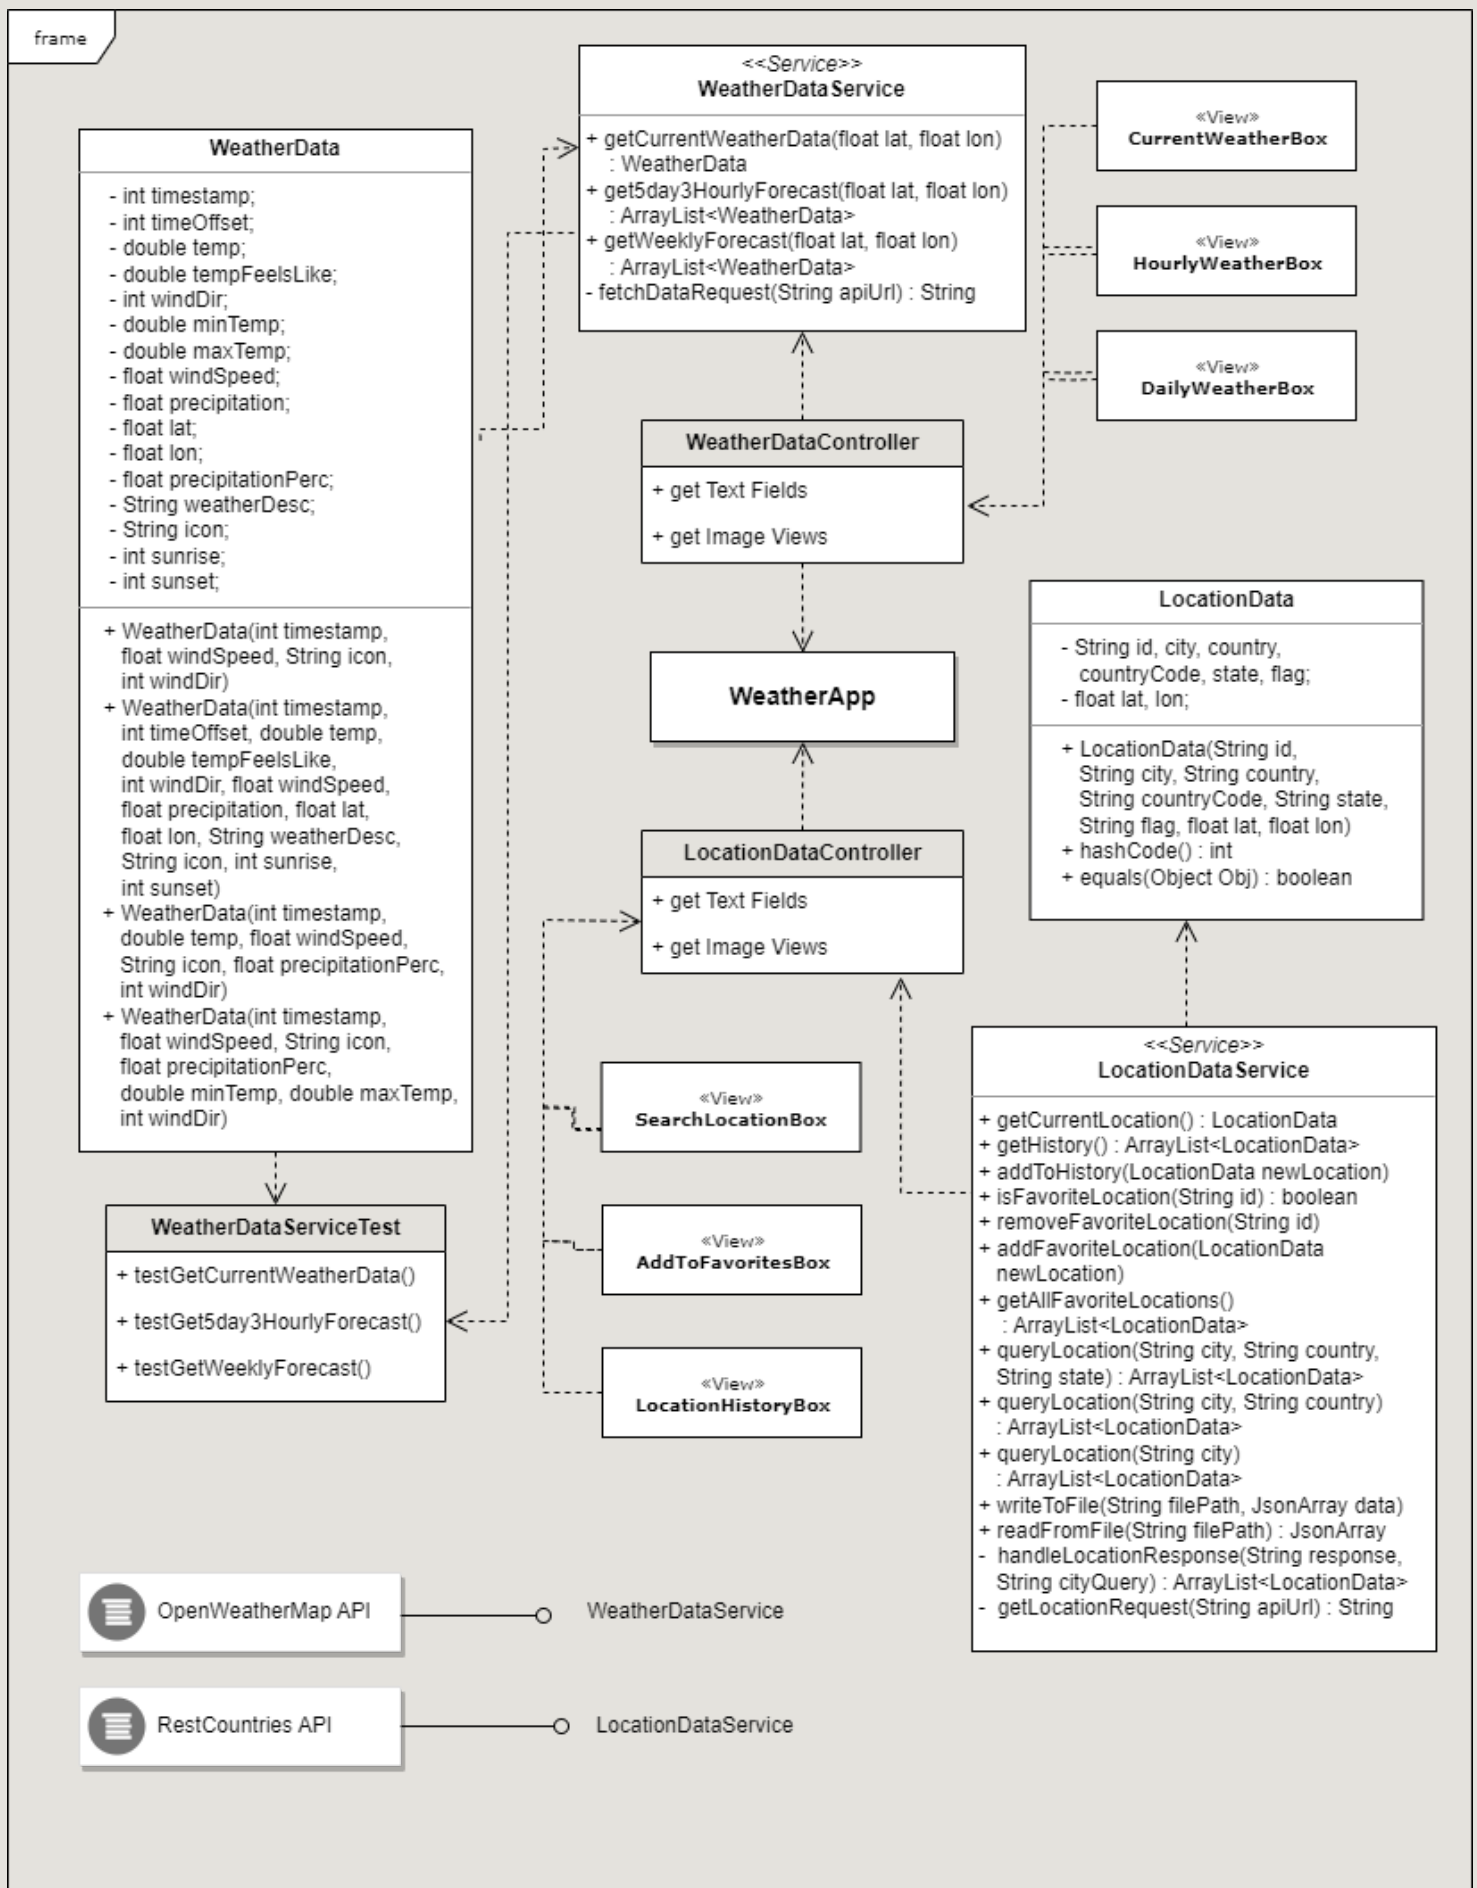 frame
<<Service>>
WeatherDataService
+ getCurrentWeatherData(float lat, float lon)
: WeatherData
+ get5day3HourlyForecast(float lat, float lon)
: ArrayList<WeatherData>
+ getWeeklyForecast(float lat, float lon)
: ArrayList<WeatherData>
- fetchDataRequest(String apiUrl) : String
«View»
CurrentWeatherBox
«View»
HourlyWeatherBox
«View»
DailyWeatherBox
WeatherData
- int timestamp;
- int timeOffset;
- double temp;
- double tempFeelsLike;
- int windDir;
- double minTemp;
- double maxTemp;
- float windSpeed;
- float precipitation;
- float lat;
- float lon;
- float precipitationPerc;
- String weatherDesc;
- String icon;
- int sunrise;
- int sunset;
+ WeatherData(int timestamp,
float windSpeed, String icon,
int windDir)
+ WeatherData(int timestamp,
int timeOffset, double temp,
double tempFeelsLike,
int windDir, float windSpeed,
float precipitation, float lat,
float lon, String weatherDesc,
String icon, int sunrise,
int sunset)
+ WeatherData(int timestamp,
double temp, float windSpeed,
String icon, float precipitationPerc,
int windDir)
+ WeatherData(int timestamp,
float windSpeed, String icon,
float precipitationPerc,
double minTemp, double maxTemp,
int windDir)
WeatherDataController
+ get Text Fields
+ get Image Views
WeatherApp
LocationDataController
+ get Text Fields
+ get Image Views
LocationData
- String id, city, country,
countryCode, state, flag;
- float lat, lon;
+ LocationData(String id,
String city, String country,
String countryCode, String state,
String flag, float lat, float lon)
+ hashCode() : int
+ equals(Object Obj) : boolean
WeatherDataServiceTest
+ testGetCurrentWeatherData()
+ testGet5day3HourlyForecast()
+ testGetWeeklyForecast()
«View»
SearchLocationBox
«View»
AddToFavoritesBox
«View»
LocationHistoryBox
<<Service>>
LocationDataService
+ getCurrentLocation() : LocationData
+ getHistory() : ArrayList<LocationData>
+ addToHistory(LocationData newLocation)
+ isFavoriteLocation(String id) : boolean
+ removeFavoriteLocation(String id)
+ addFavoriteLocation(LocationData
newLocation)
+ getAllFavoriteLocations()
: ArrayList<LocationData>
+ queryLocation(String city, String country,
String state) : ArrayList<LocationData>
+ queryLocation(String city, String country)
: ArrayList<LocationData>
+ queryLocation(String city)
: ArrayList<LocationData>
+ writeToFile(String filePath, JsonArray data)
+ readFromFile(String filePath) : JsonArray
- handleLocationResponse(String response,
String cityQuery) : ArrayList<LocationData>
- getLocationRequest(String apiUrl) : String
OpenWeatherMap API
WeatherDataService
RestCountries API
LocationDataService